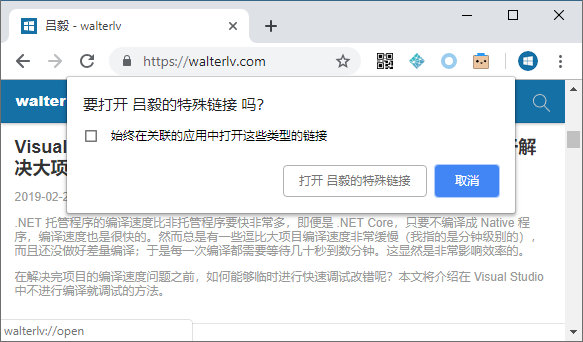 吕毅 - walterlv
https://walterlv.com
walter
要打开 吕毅的特殊链接 吗？
始终在关联的应用中打开这些类型的链接
打开 吕毅的特殊链接
取消
Visual
解
决大项
2019-02-2
.NET 托管程序的编译速度比非托管程序要快非常多，即便是 .NET Core，只要不编译成 Native 程
序，编译速度也是很快的。然而总是有一些逗比大项目编译速度非常缓慢（我指的是分钟级别的），
而且还没做好差量编译；于是每一次编译都需要等待几十秒到数分钟。这显然是非常影响效率的。
在解决完项目的编译速度问题之前，如何能够临时进行快速调试改错呢？本文将介绍在 Visual Studio
中不进行编译就调试的方法。
walterlv://open